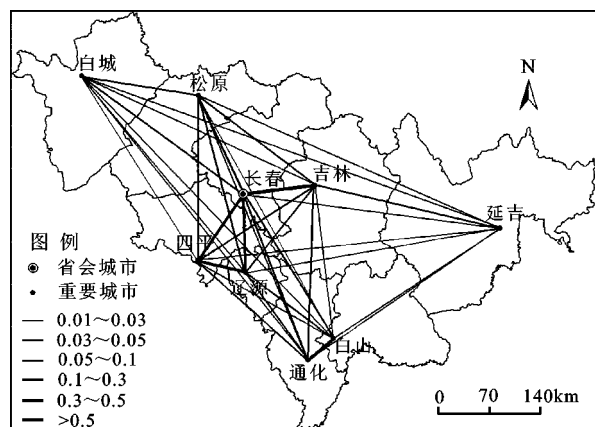 白城
松原
N
长春
吉林
延吉
四平
辽源
白山
通化
图 例
省会城市
重要城市
0.01～0.03
0.03～0.05
0.05～0.1
0.1～0.3
0.3～0.5
>0.5
0 70 140km